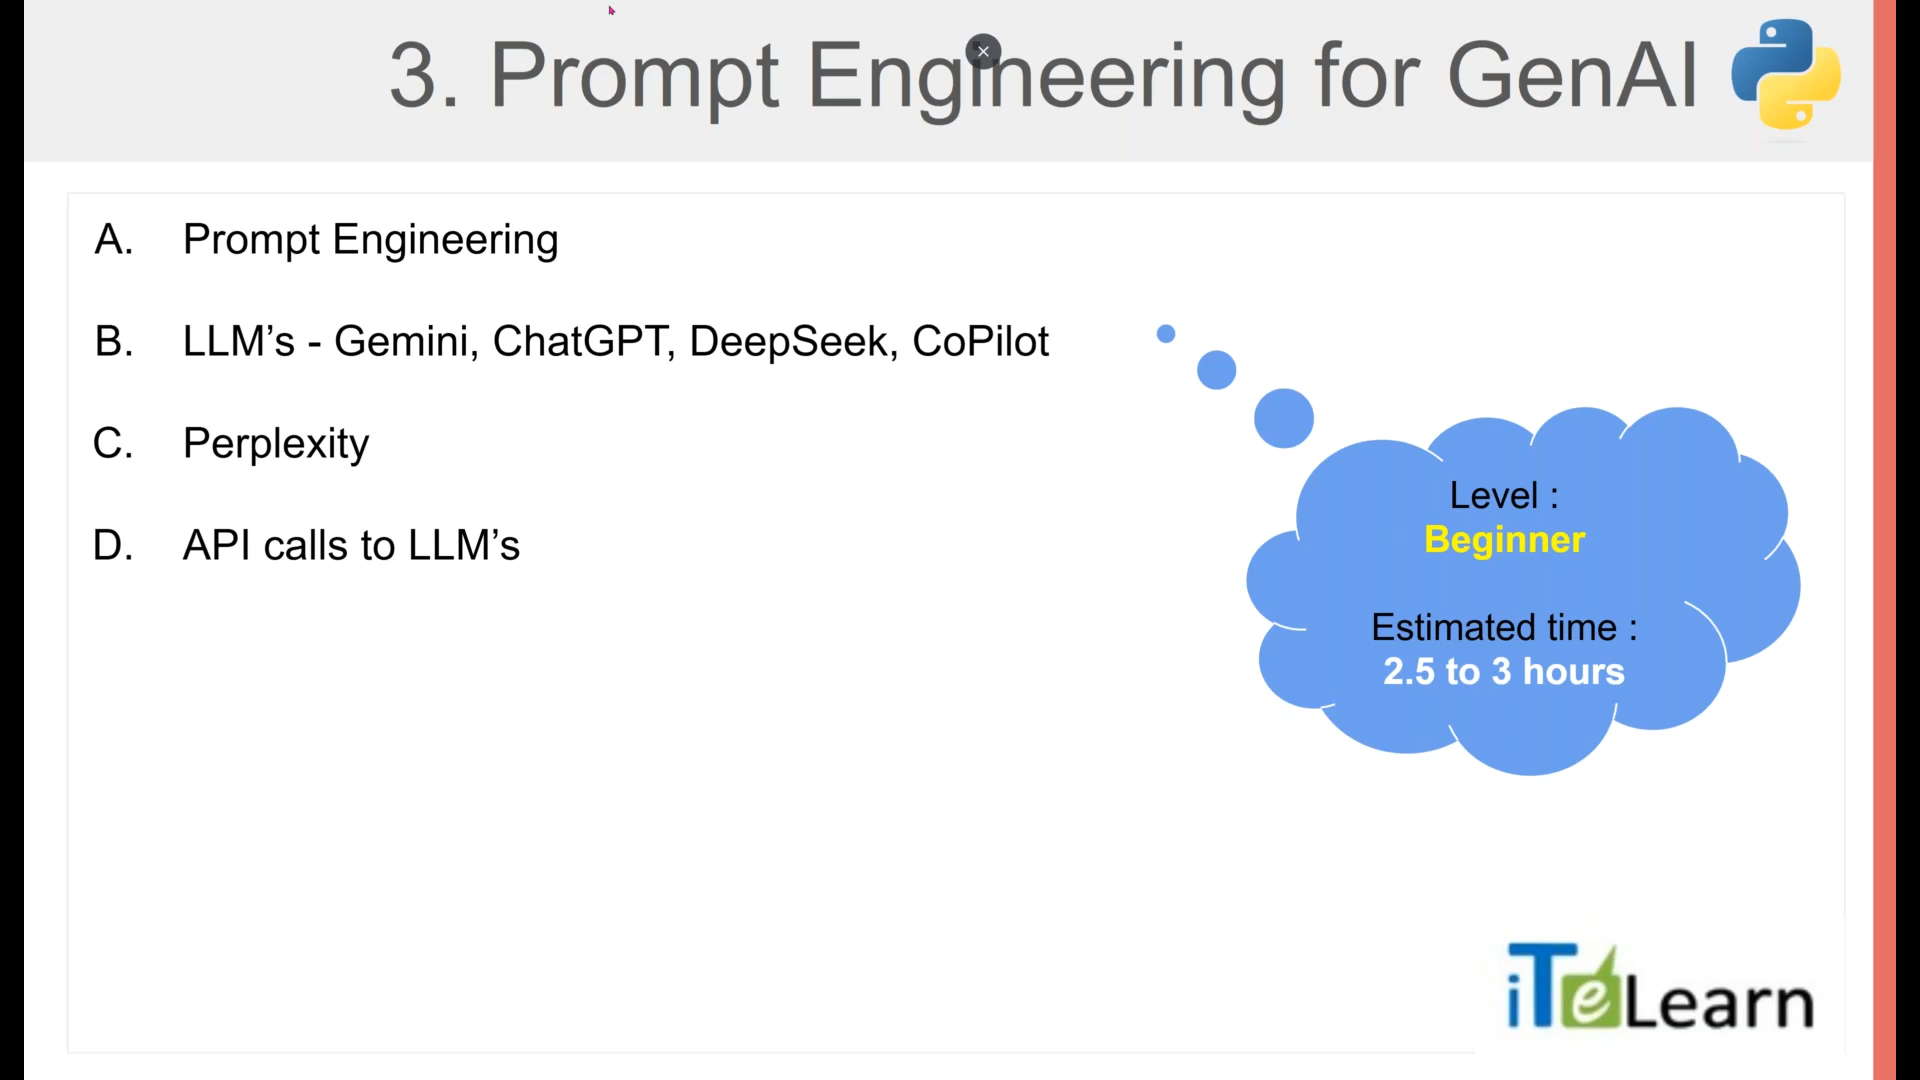 3. Prompt Engineering for GenAI
A. Prompt Engineering
B. LLM’s - Gemini, ChatGPT, DeepSeek, CoPilot
C. Perplexity
D. API calls to LLM’s
Level :
Beginner
Estimated time :
2.5 to 3 hours
iTeLearn